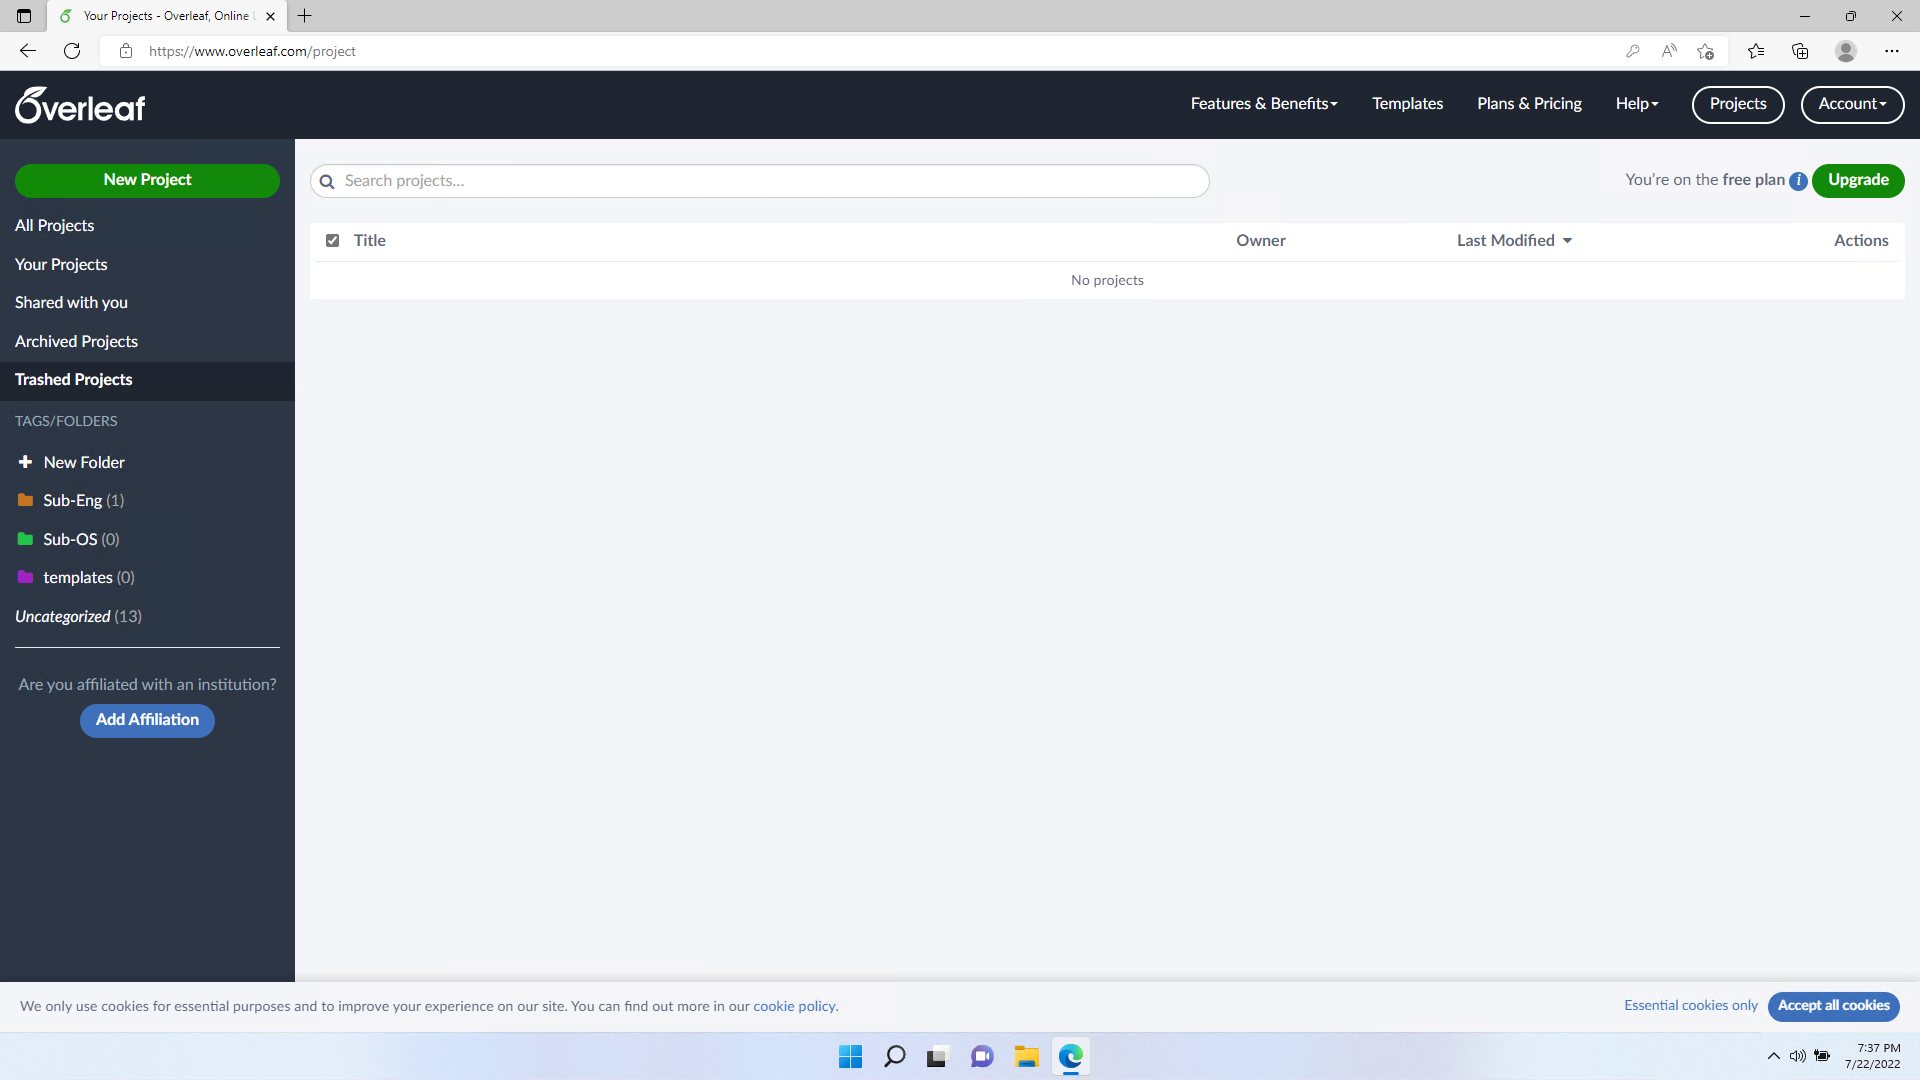 Your Projects - Overleaf, Online
https://www.overleaf.com/project
Overleaf
Features & Benefits
Templates
Plans & Pricing
Help
Projects
Account
New Project
Search projects...
You're on the free plan i
Upgrade
All Projects
Your Projects
Shared with you
Archived Projects
Trashed Projects
Title
Owner
Last Modified
Actions
No projects
TAGS/FOLDERS
New Folder
Sub-Eng (1)
Sub-OS (0)
templates (0)
Uncategorized (13)
Are you affiliated with an institution?
Add Affiliation
We only use cookies for essential purposes and to improve your experience on our site. You can find out more in our cookie policy.
Essential cookies only
Accept all cookies
7:37 PM
7/22/2022